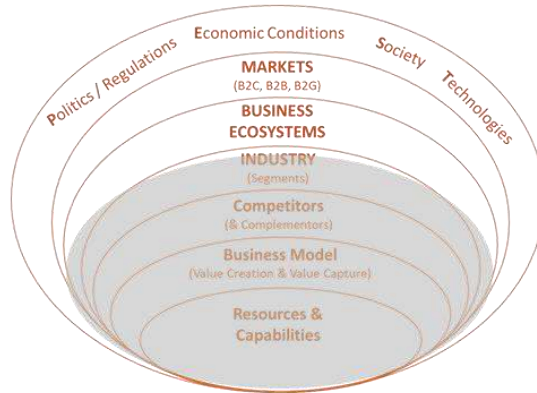 Politics / Regulations
Economic Conditions
Society
Technologies
MARKETS
(B2C, B2B, B2G)
BUSINESS
ECOSYSTEMS
INDUSTRY
(Segments)
Competitors
(& Complementors)
Business Model
(Value Creation & Value Capture)
Resources &
Capabilities